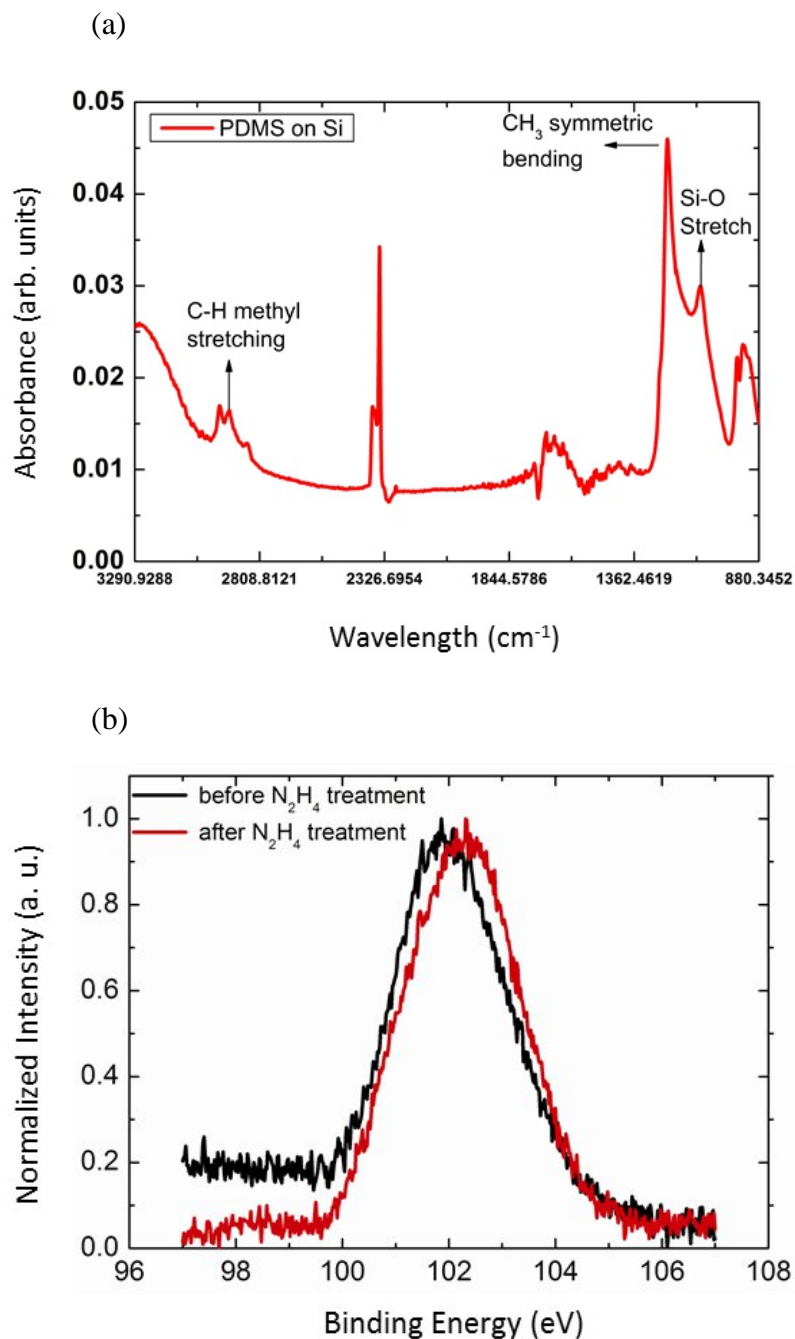 (a)
0.05
0.04
0.03
0.02
0.01
0.00
Absorbance (arb. units)
PDMS on Si
CH₃ symmetric
bending
Si-O
Stretch
C-H methyl
stretching
3290.9288 2808.8121 2326.6954 1844.5786 1362.4619 880.3452
Wavelength (cm⁻¹)
(b)
before N₂H₄ treatment
after N₂H₄ treatment
1.0
0.8
0.6
0.4
0.2
0.0
Normalized Intensity (a. u.)
96 98 100 102 104 106 108
Binding Energy (eV)